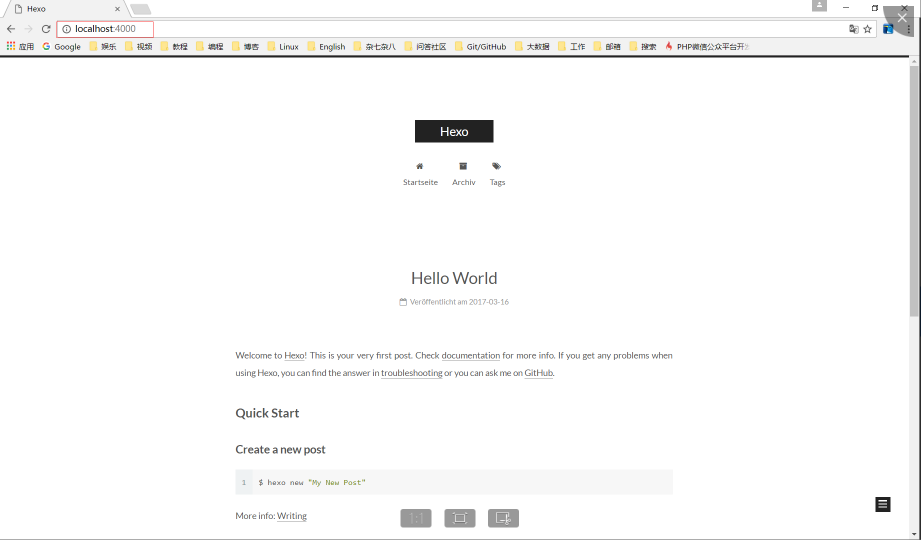 Hexo
localhost:4000
应用 Google 娱乐 视频 教程 编程 博客 Linux English 杂七杂八 问答社区 Git/GitHub 大数据 工作 邮箱 搜索 PHP微信公众平台开发
Hexo
Startseite Archiv Tags
Hello World
Veröffentlicht am 2017-03-16
Welcome to Hexo! This is your very first post. Check documentation for more info. If you get any problems when
using Hexo, you can find the answer in troubleshooting or you can ask me on GitHub.
Quick Start
Create a new post
1 $ hexo new "My New Post"
More info: Writing